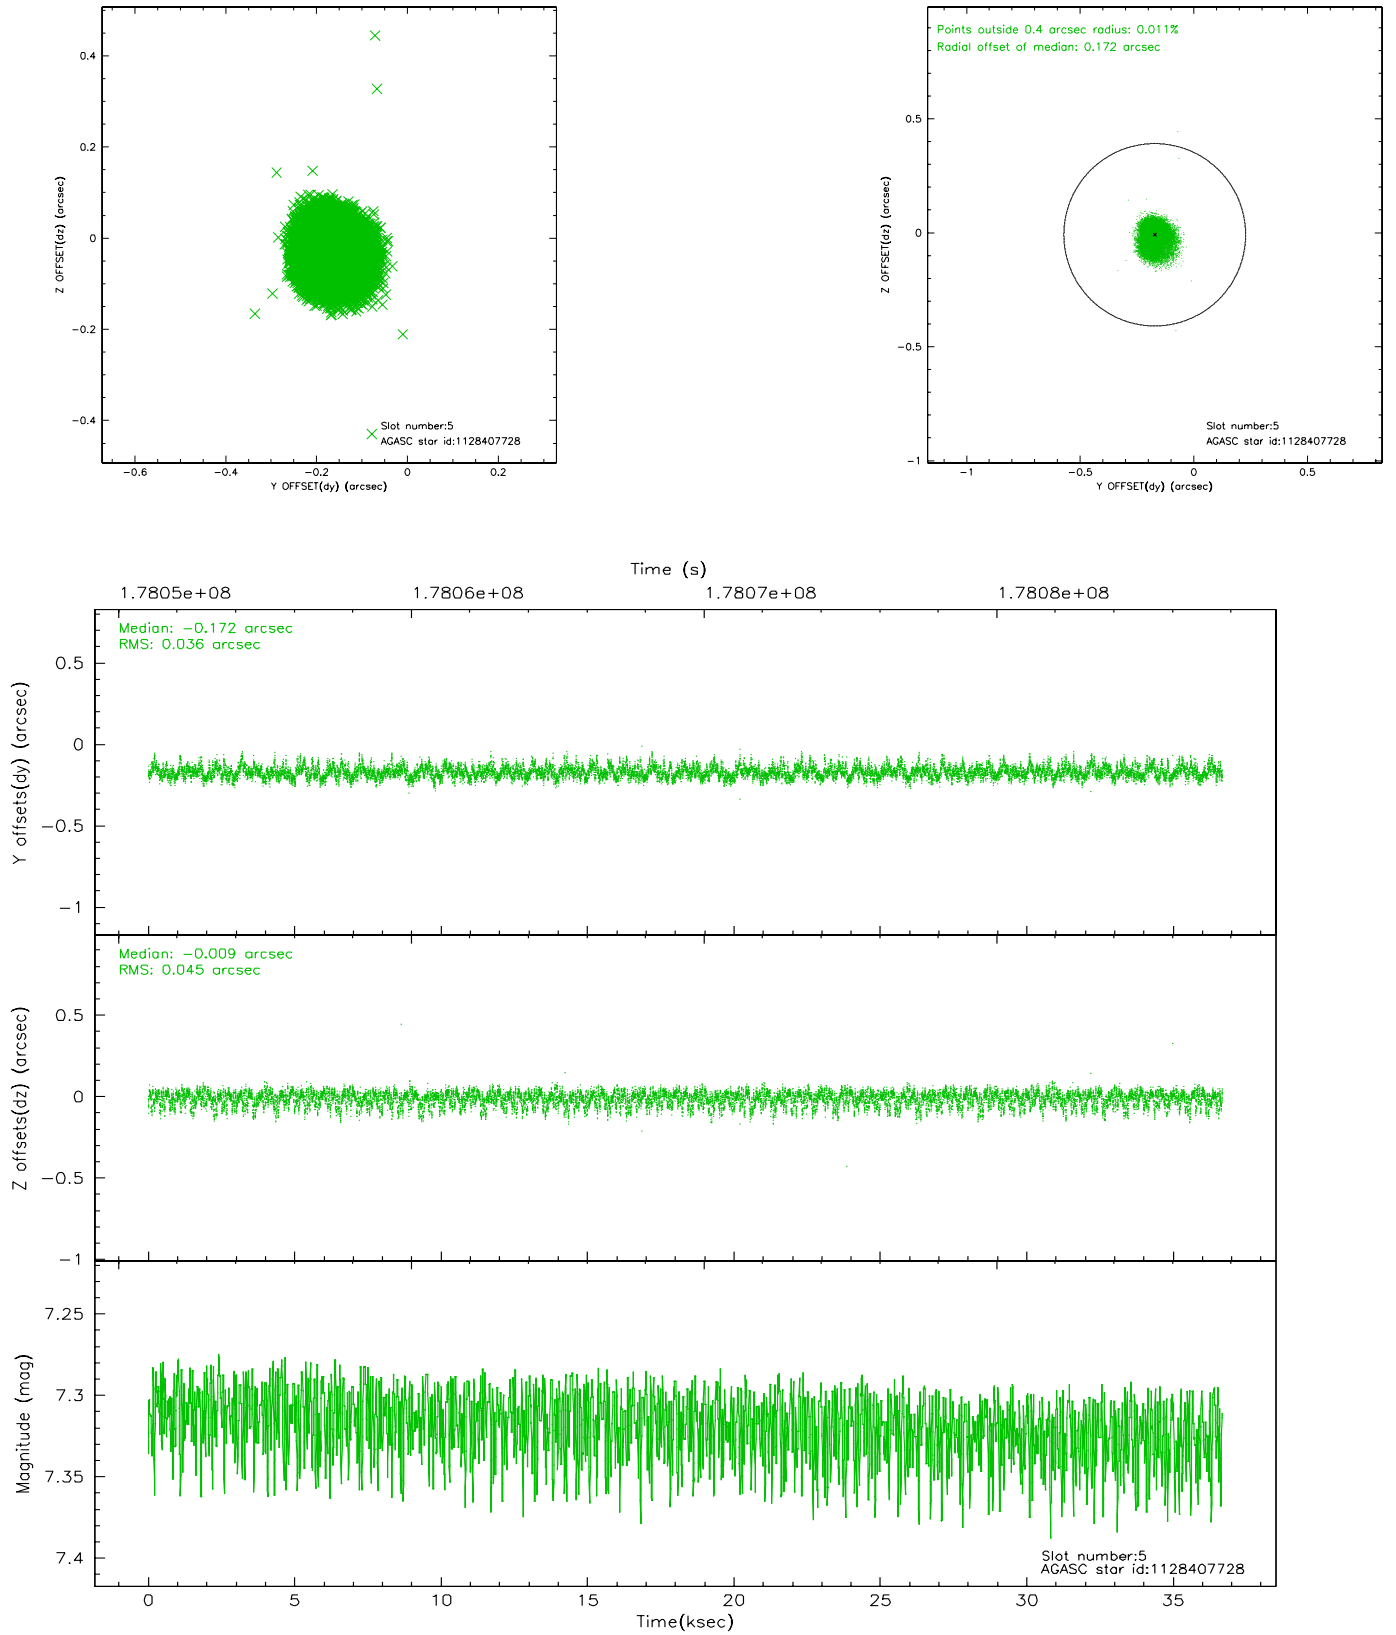 0.4
0.2
0
−0.2
−0.4
Z OFFSET(dz) (arcsec)
Slot number:5
AGASC star id:1128407728
−0.6 −0.4 −0.2 0 0.2
Y OFFSET(dy) (arcsec)
Points outside 0.4 arcsec radius: 0.011%
Radial offset of median: 0.172 arcsec
0.5
0
−0.5
−1
Z OFFSET(dz) (arcsec)
Slot number:5
AGASC star id:1128407728
−1 −0.5 0 0.5
Y OFFSET(dy) (arcsec)
Time (s)
1.7805e+08 1.7806e+08 1.7807e+08 1.7808e+08
Median: −0.172 arcsec
RMS: 0.036 arcsec
0.5
0
−0.5
−1
Y offsets(dy) (arcsec)
Median: −0.009 arcsec
RMS: 0.045 arcsec
0.5
0
−0.5
−1
Z offsets(dz) (arcsec)
7.25
7.3
7.35
7.4
Magnitude (mag)
Slot number:5
AGASC star id:1128407728
0 5 10 15 20 25 30 35
Time(ksec)